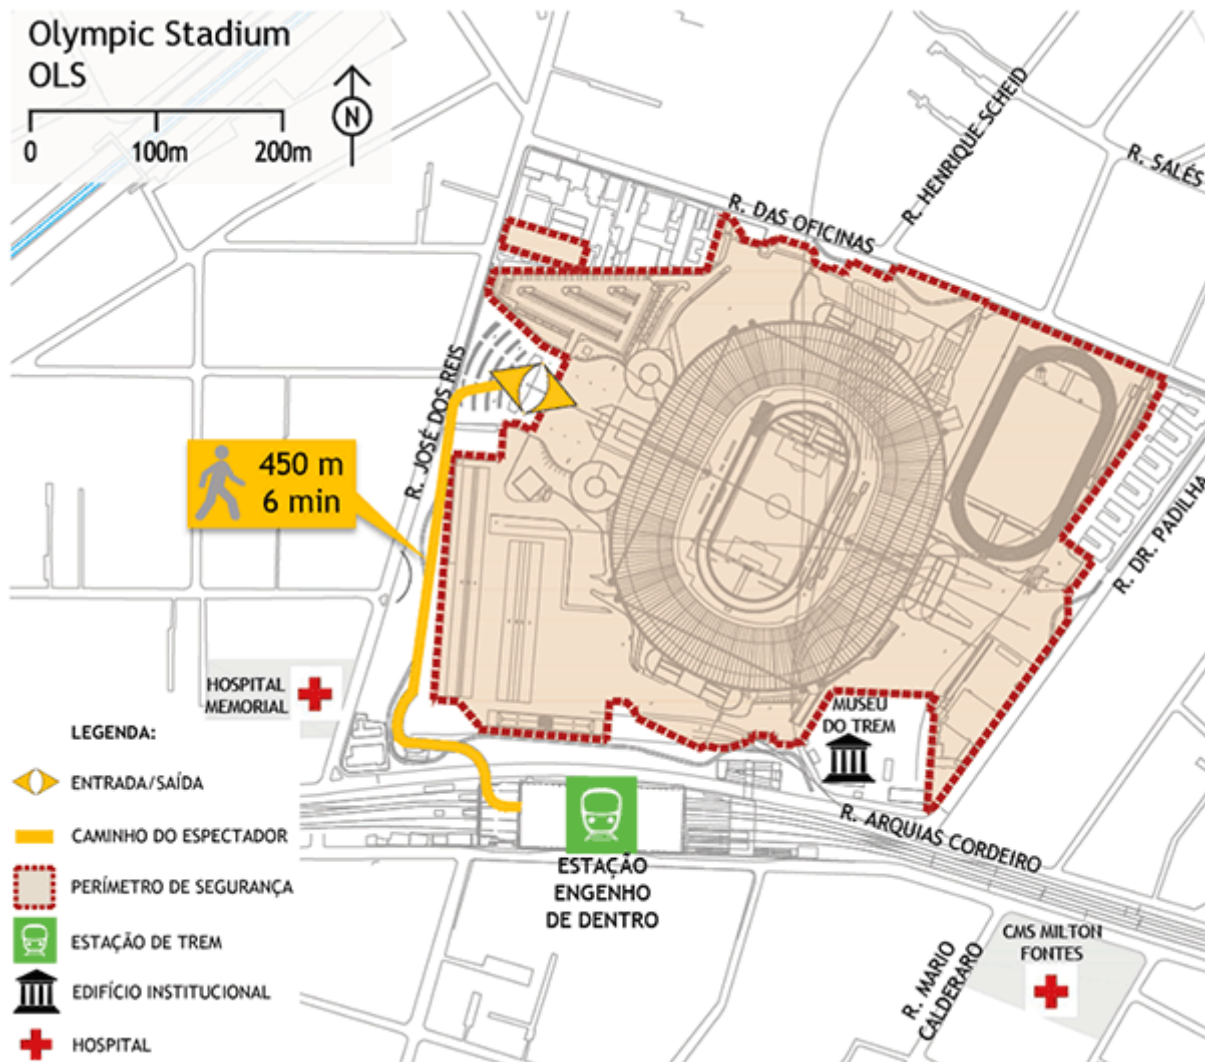 Olympic Stadium
OLS
N
0 100m 200m
R. HENRIQUE SCHEID
R. SALÉS
R. DAS OFICINAS
R. JOSÉ DOS REIS
450 m
6 min
R. DR. PADILHA
HOSPITAL
MEMORIAL
MUSEU
DO TREM
LEGENDA:
ENTRADA/SAÍDA
CAMINHO DO ESPECTADOR
PERÍMETRO DE SEGURANÇA
ESTAÇÃO DE TREM
EDIFÍCIO INSTITUCIONAL
HOSPITAL
R. ARQUIAS CORDEIRO
ESTAÇÃO
ENGENHO
DE DENTRO
R. MARIO
CALDERARO
CMS MILTON
FONTES